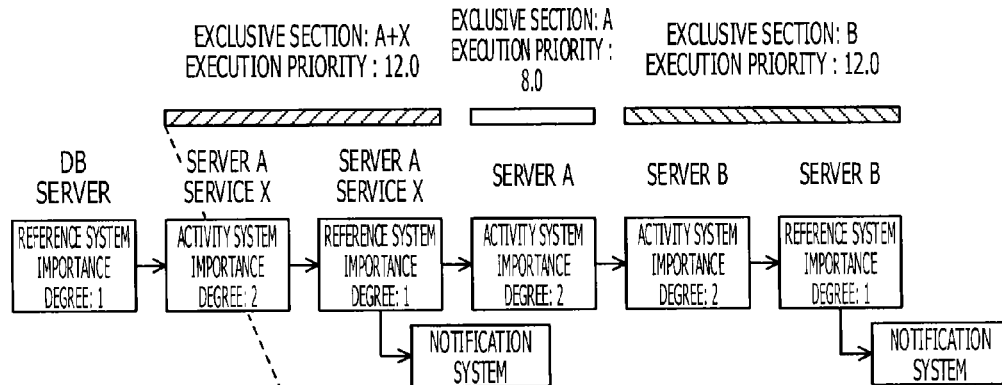 EXCLUSIVE SECTION: A+X
EXECUTION PRIORITY : 12.0
EXCLUSIVE SECTION: A
EXECUTION PRIORITY :
8.0
EXCLUSIVE SECTION: B
EXECUTION PRIORITY : 12.0
DB
SERVER
SERVER A
SERVICE X
SERVER A
SERVICE X
SERVER A
SERVER B
SERVER B
REFERENCE SYSTEM
IMPORTANCE
DEGREE: 1
ACTIVITY SYSTEM
IMPORTANCE
DEGREE: 2
REFERENCE SYSTEM
IMPORTANCE
DEGREE: 1
ACTIVITY SYSTEM
IMPORTANCE
DEGREE: 2
ACTIVITY SYSTEM
IMPORTANCE
DEGREE: 2
REFERENCE SYSTEM
IMPORTANCE
DEGREE: 1
NOTIFICATION
SYSTEM
NOTIFICATION
SYSTEM